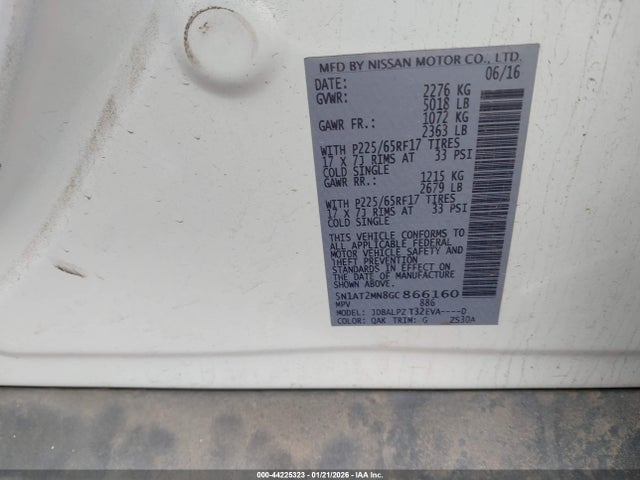 MFD BY NISSAN MOTOR CO., LTD.
DATE: 06/16
GVWR: 2276 KG
5018 LB
GAWR FR.: 1072 KG
2363 LB
WITH P225/65RF17 TIRES
17 X 7J RIMS AT 33 PSI
COLD SINGLE
GAWR RR.: 1215 KG
2679 LB
WITH P225/65RF17 TIRES
17 X 7J RIMS AT 33 PSI
COLD SINGLE
THIS VEHICLE CONFORMS TO
ALL APPLICABLE FEDERAL
MOTOR VEHICLE SAFETY AND
THEFT PREVENTION
STANDARDS IN EFFECT ON
THE DATE OF MANUFACTURE
SHOWN ABOVE.
5N1AT2MN8GC866160
MPV 886
MODEL: JDBALPZ T32EVA----D
COLOR: QAK TRIM: G ZS30A
000-44225323 - 01/21/2026 - IAA Inc.